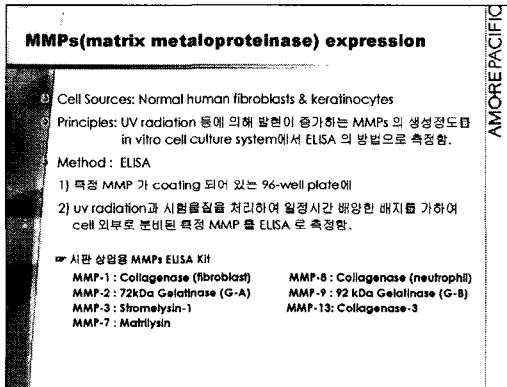 MMPs(matrix metaloproteinase) expression
AMOREPACIFIC
Cell Sources: Normal human fibroblasts & keratinocytes
Principles: UV radiation 등에 의해 발현이 증가하는 MMPs 의 생성정도를
in vitro cell culture system에서 ELISA 의 방법으로 측정함.
Method : ELISA
1) 특정 MMP 가 coating 되어 있는 96-well plate에
2) uv radiation과 시험물질을 처리하여 일정시간 배양한 배지를 가하여
cell 외부로 분비된 특정 MMP 를 ELISA 로 측정함.
☞ 시판 상업용 MMPs ELISA Kit
MMP-1 : Collagenase (fibroblast)
MMP-2 : 72kDa Gelatinase (G-A)
MMP-3 : Stromelysin-1
MMP-7 : Matrilysin
MMP-8 : Collagenase (neutrophil)
MMP-9 : 92 kDa Gelatinase (G-B)
MMP-13: Collagenase-3